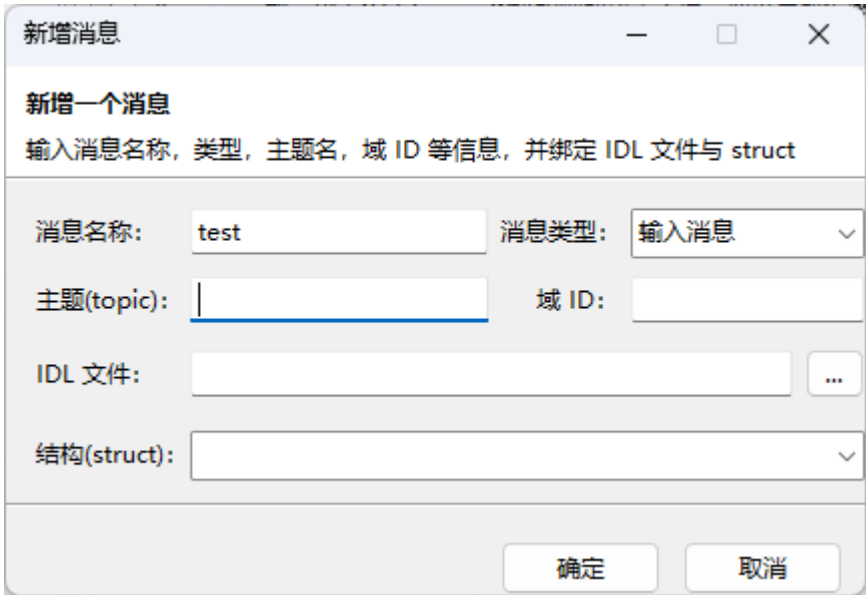 新增消息
新增一个消息
输入消息名称，类型，主题名，域 ID 等信息，并绑定 IDL 文件与 struct
消息名称： test 消息类型： 输入消息
主题(topic)： 域 ID：
IDL 文件： ...
结构(struct)：
确定 取消